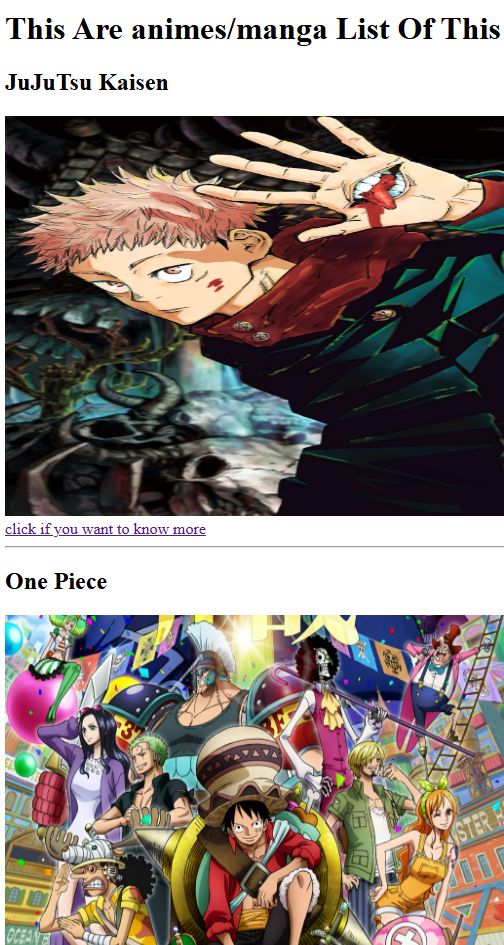 This Are animes/manga List Of This
JuJuTsu Kaisen
click if you want to know more
One Piece